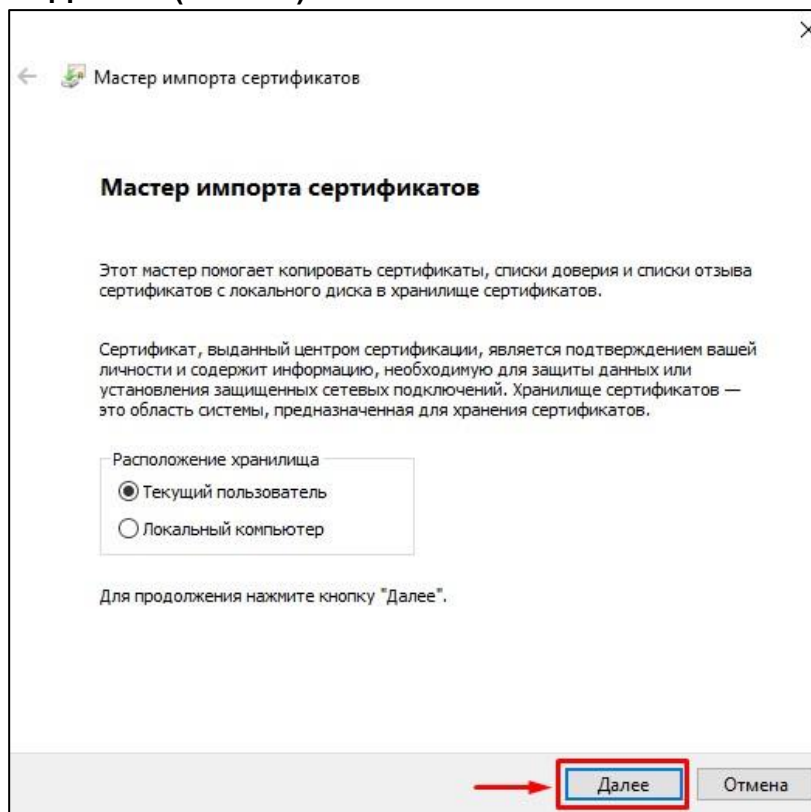 Мастер импорта сертификатов
Мастер импорта сертификатов
Этот мастер помогает копировать сертификаты, списки доверия и списки отзыва
сертификатов с локального диска в хранилище сертификатов.
Сертификат, выданный центром сертификации, является подтверждением вашей
личности и содержит информацию, необходимую для защиты данных или
установления защищенных сетевых подключений. Хранилище сертификатов —
это область системы, предназначенная для хранения сертификатов.
Расположение хранилища
Текущий пользователь
Локальный компьютер
Для продолжения нажмите кнопку "Далее".
Далее Отмена